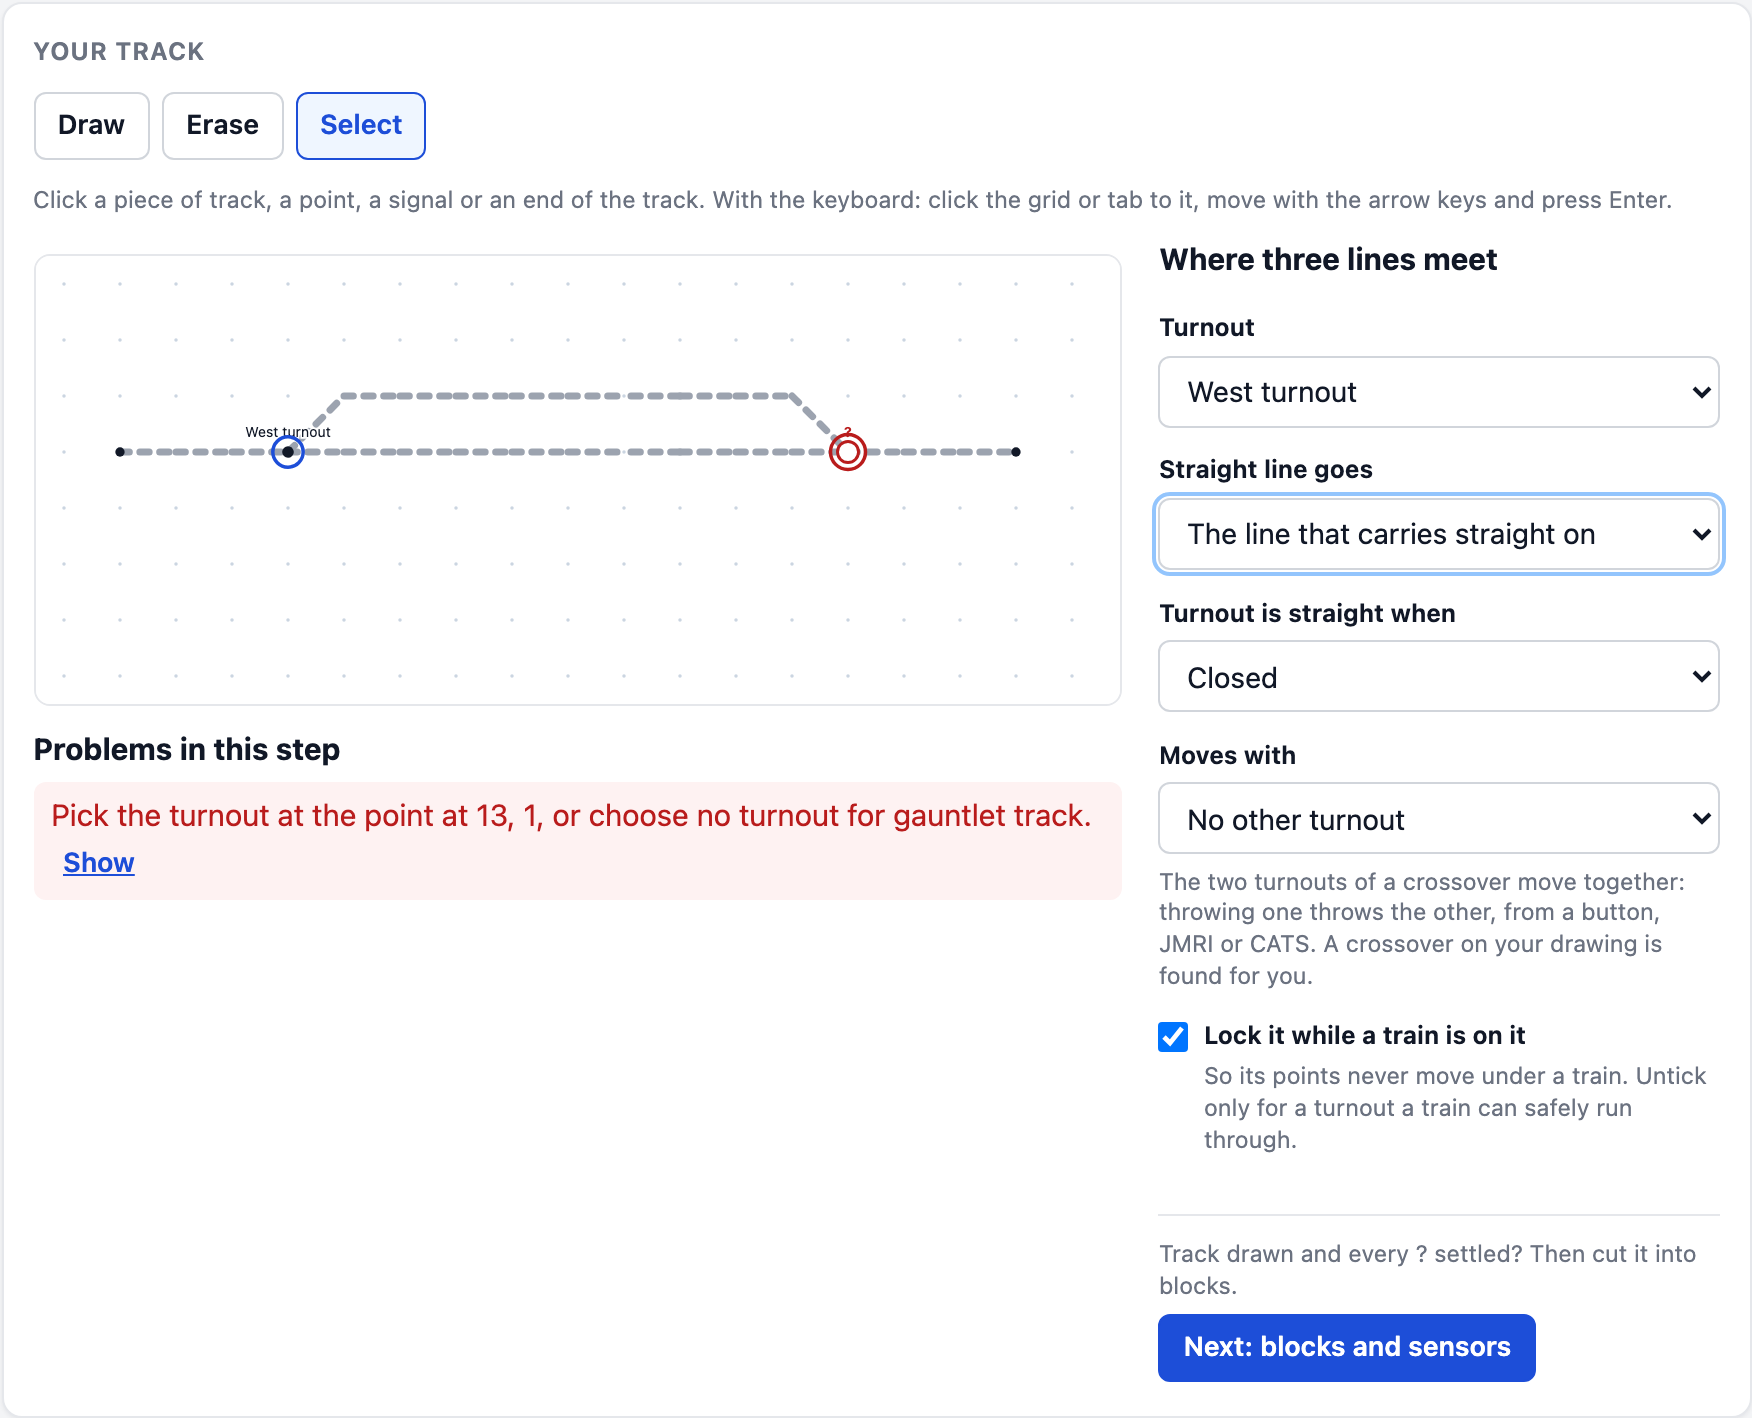 YOUR TRACK
Draw
Erase
Select
Click a piece of track, a point, a signal or an end of the track. With the keyboard: click the grid or tab to it, move with the arrow keys and press Enter.
West turnout
?
Problems in this step
Pick the turnout at the point at 13, 1, or choose no turnout for gauntlet track.
Show
Where three lines meet
Turnout
West turnout
Straight line goes
The line that carries straight on
Turnout is straight when
Closed
Moves with
No other turnout
The two turnouts of a crossover move together:
throwing one throws the other, from a button,
JMRI or CATS. A crossover on your drawing is
found for you.
Lock it while a train is on it
So its points never move under a train. Untick
only for a turnout a train can safely run
through.
Track drawn and every ? settled? Then cut it into
blocks.
Next: blocks and sensors